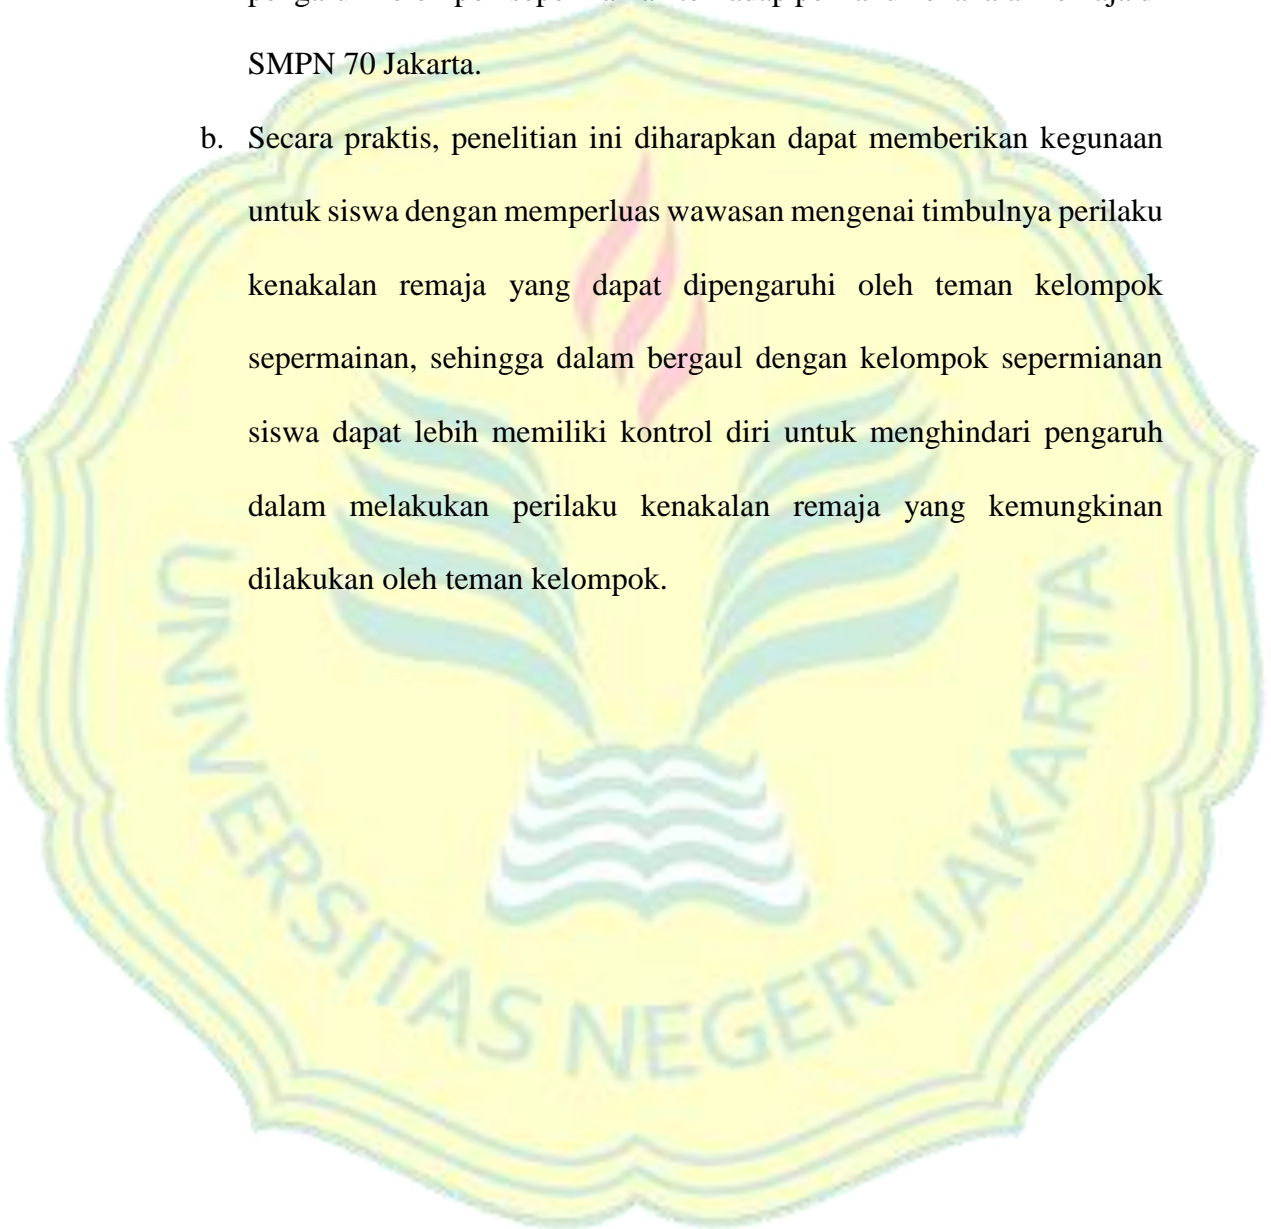 SMPN 70 Jakarta.
b. Secara praktis, penelitian ini diharapkan dapat memberikan kegunaan
untuk siswa dengan memperluas wawasan mengenai timbulnya perilaku
kenakalan remaja yang dapat dipengaruhi oleh teman kelompok
sepermainan, sehingga dalam bergaul dengan kelompok sepermianan
siswa dapat lebih memiliki kontrol diri untuk menghindari pengaruh
dalam melakukan perilaku kenakalan remaja yang kemungkinan
dilakukan oleh teman kelompok.
UNIVERSITAS NEGERI JAKARTA